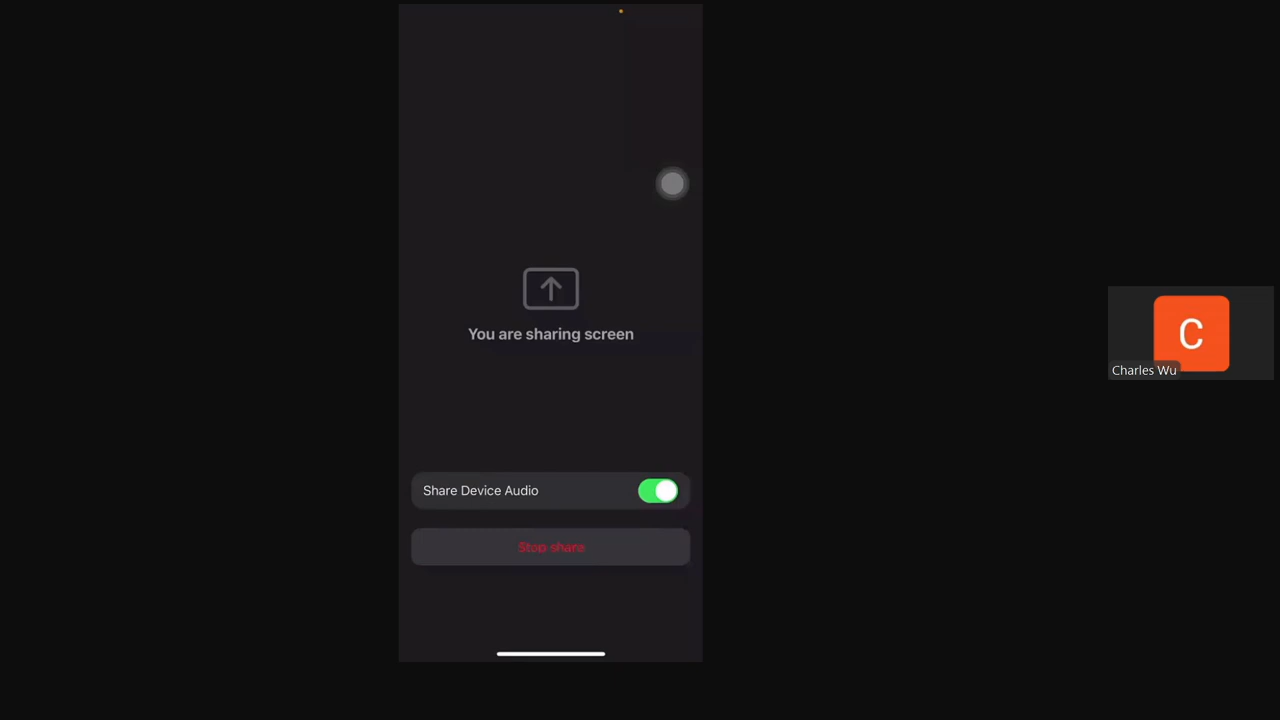 You are sharing screen
Share Device Audio
Stop share
C
Charles Wu